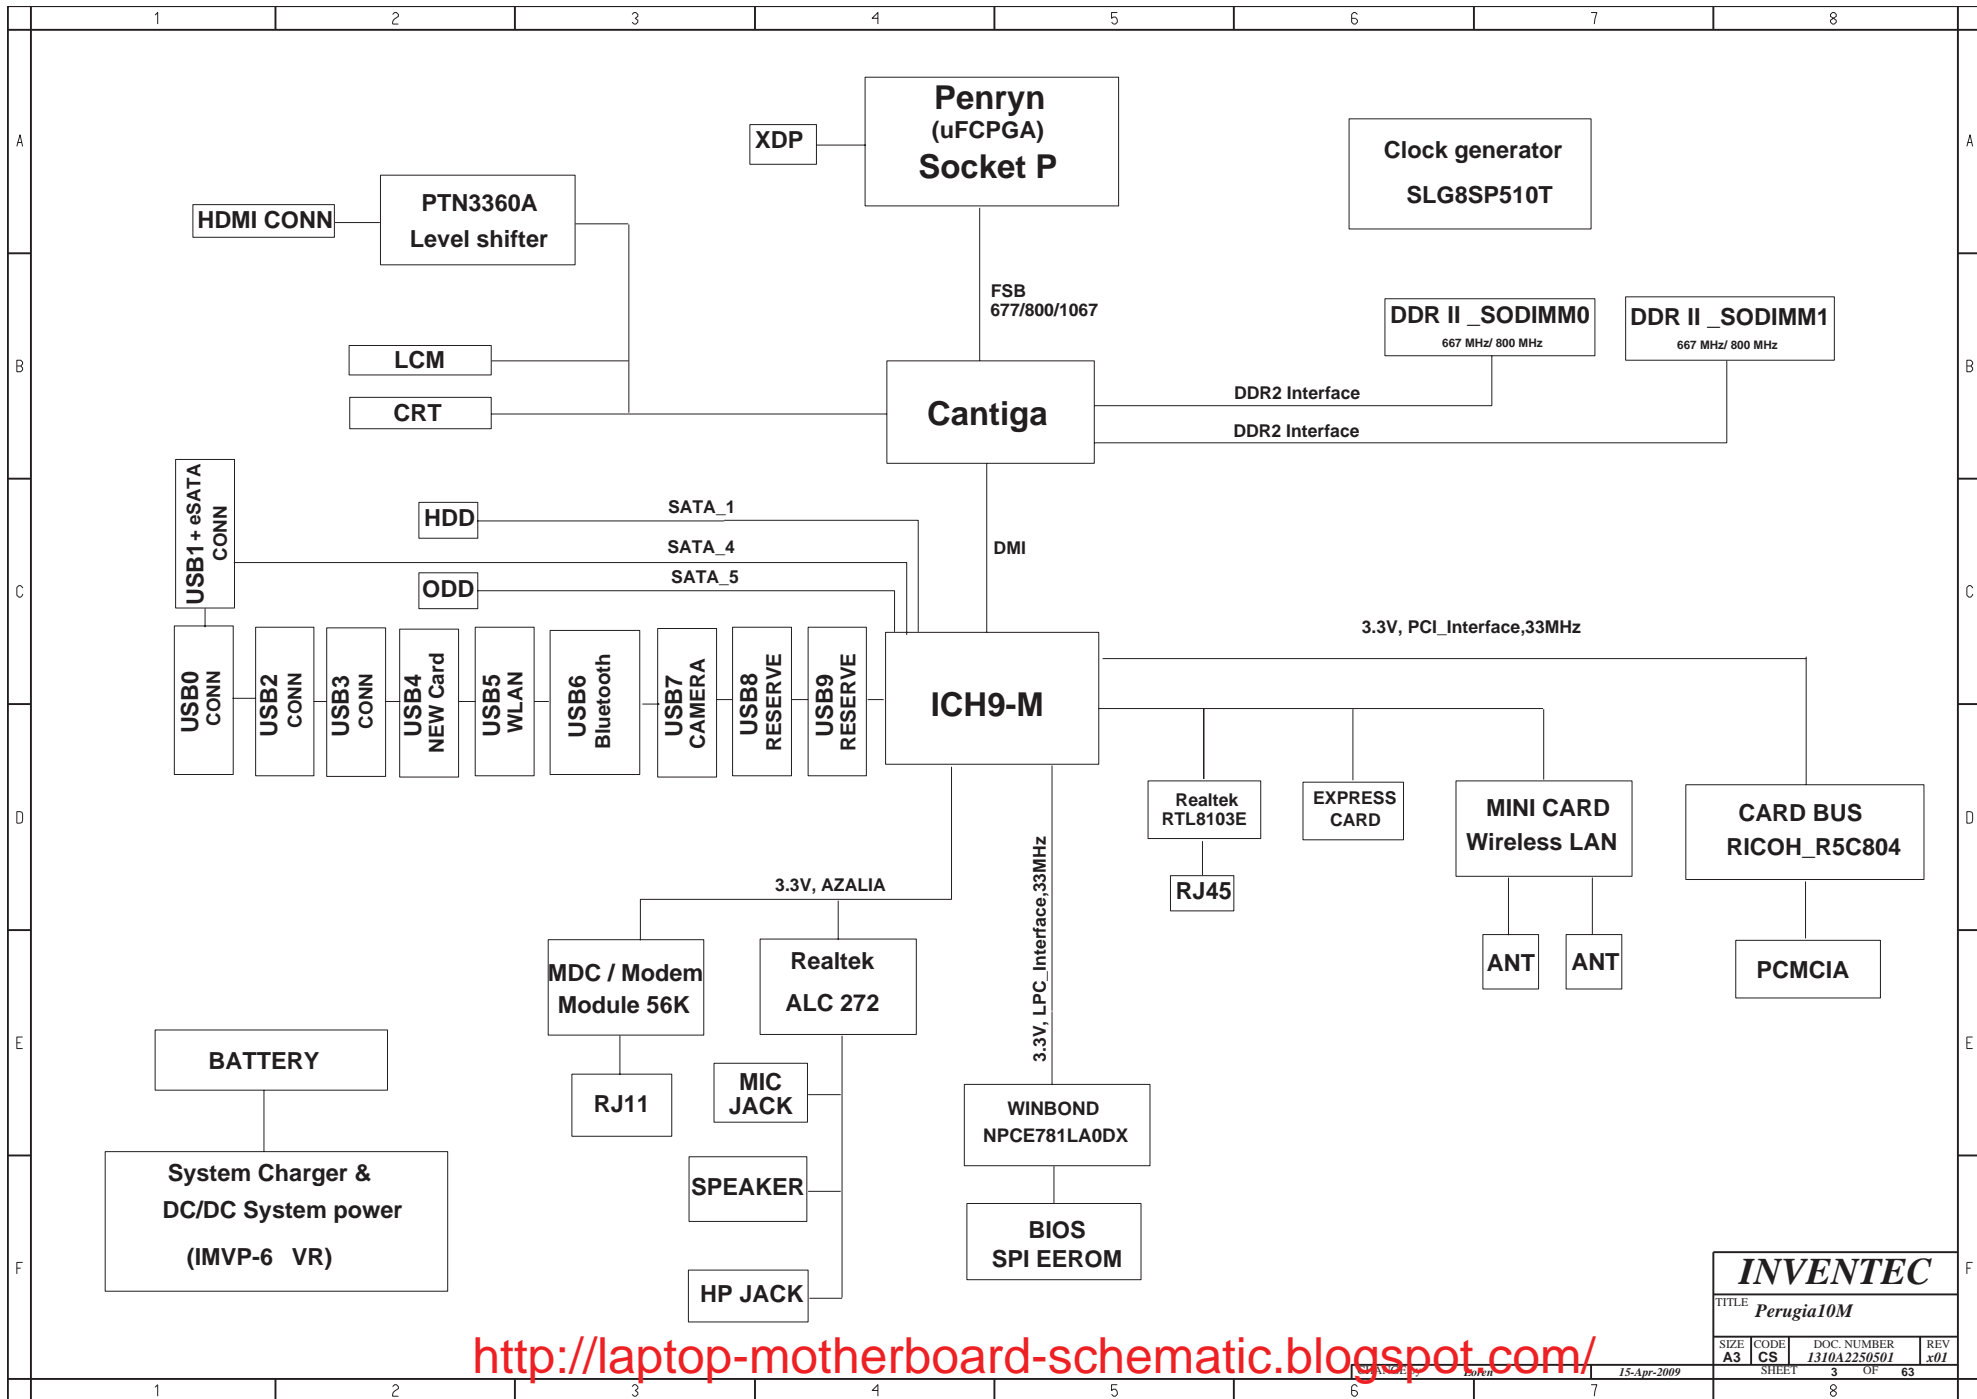 1 2 3 4 5 6 7 8
A
A
B
B
C
C
D
D
E
E
F
F
Penryn
(uFCPGA)
Socket P
XDP
Clock generator
SLG8SP510T
PTN3360A
Level shifter
HDMI CONN
FSB
677/800/1067
DDR II _SODIMM0
667 MHz/ 800 MHz
DDR II _SODIMM1
667 MHz/ 800 MHz
LCM
CRT
Cantiga
DDR2 Interface
DDR2 Interface
USB1+ eSATA
CONN
HDD
SATA_1
SATA_4
ODD
SATA_5
DMI
3.3V, PCI_Interface,33MHz
USB0
CONN
USB2
CONN
USB3
CONN
USB4
NEW Card
USB5
WLAN
USB6
Bluetooth
USB7
CAMERA
USB8
RESERVE
USB9
RESERVE
ICH9-M
Realtek
RTL8103E
EXPRESS
CARD
MINI CARD
Wireless LAN
CARD BUS
RICOH_R5C804
RJ45
3.3V, AZALIA
3.3V, LPC_Interface,33MHz
MDC / Modem
Module 56K
Realtek
ALC 272
ANT
ANT
PCMCIA
BATTERY
RJ11
MIC
JACK
WINBOND
NPCE781LA0DX
System Charger &
DC/DC System power
(IMVP-6 VR)
SPEAKER
BIOS
SPI EEROM
HP JACK
INVENTEC
TITLE
Perugia10M
SIZE CODE DOC. NUMBER REV
A3 CS 1310A2250501 x01
SHEET 3 OF 63
15-Apr-2009
http://laptop-motherboard-schematic.blogspot.com/
1 2 3 4 5 6 7 8